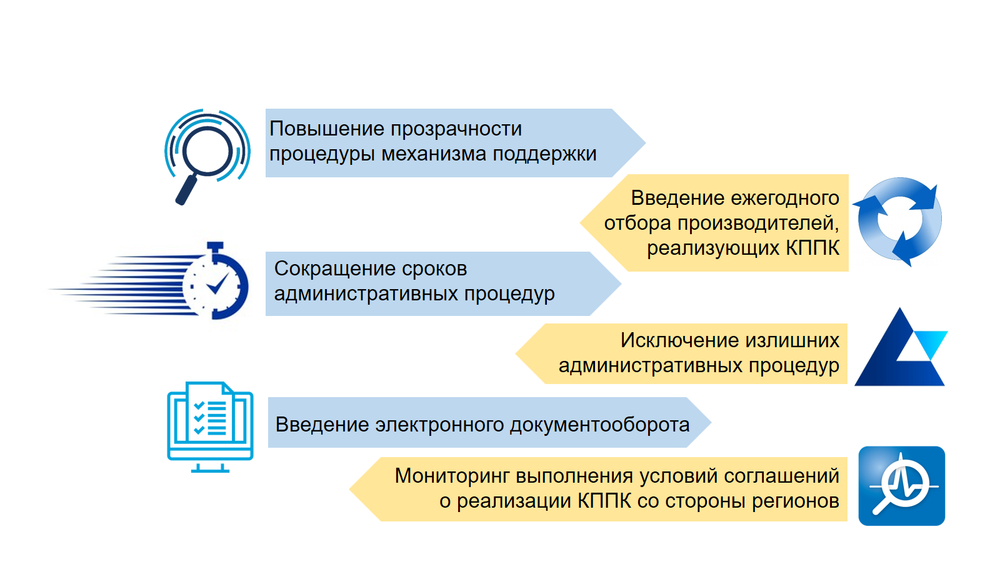 Повышение прозрачности
процедуры механизма поддержки
Введение ежегодного
отбора производителей,
реализующих КППК
Сокращение сроков
административных процедур
Исключение излишних
административных процедур
Введение электронного документооборота
Мониторинг выполнения условий соглашений
о реализации КППК со стороны регионов